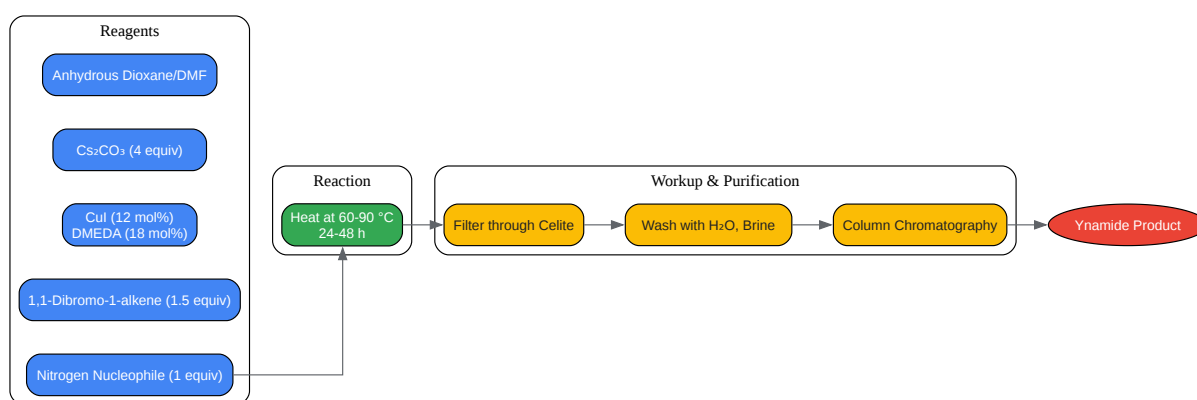 Reagents
Anhydrous Dioxane/DMF
Cs₂CO₃ (4 equiv)
CuI (12 mol%)
DMEDA (18 mol%)
1,1-Dibromo-1-alkene (1.5 equiv)
Nitrogen Nucleophile (1 equiv)
Reaction
Heat at 60-90 °C
24-48 h
Workup & Purification
Filter through Celite
Wash with H₂O, Brine
Column Chromatography
Ynamide Product